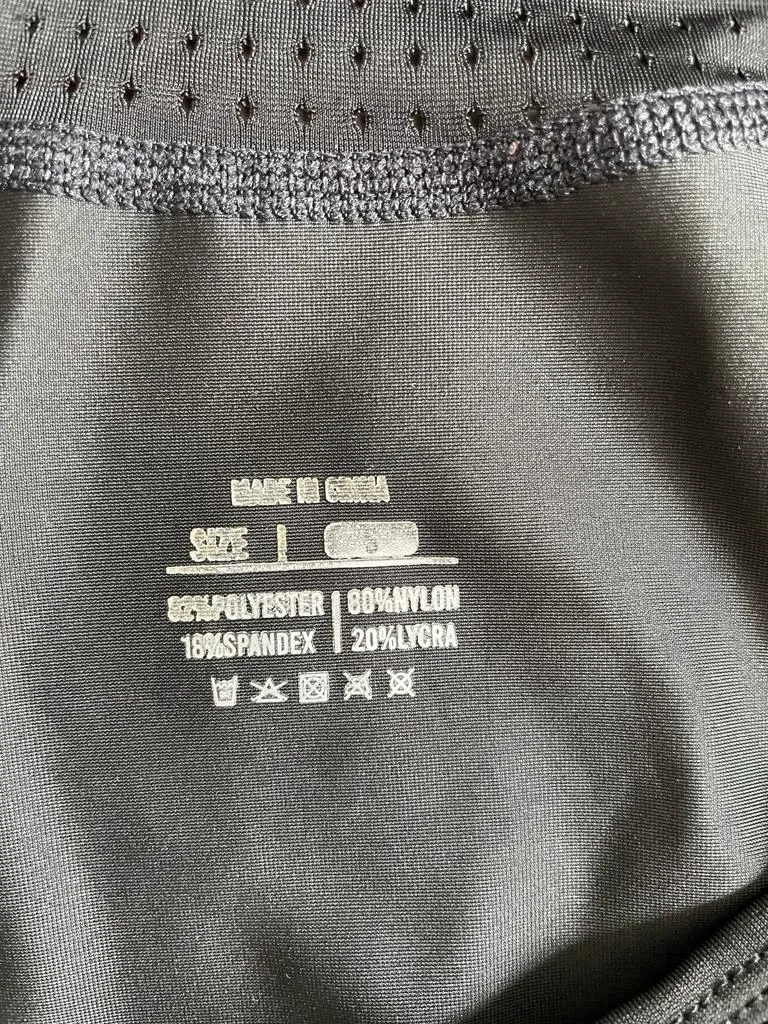 MADE IN CHINA
SIZE | S
82%POLYESTER | 80%NYLON
18%SPANDEX | 20%LYCRA